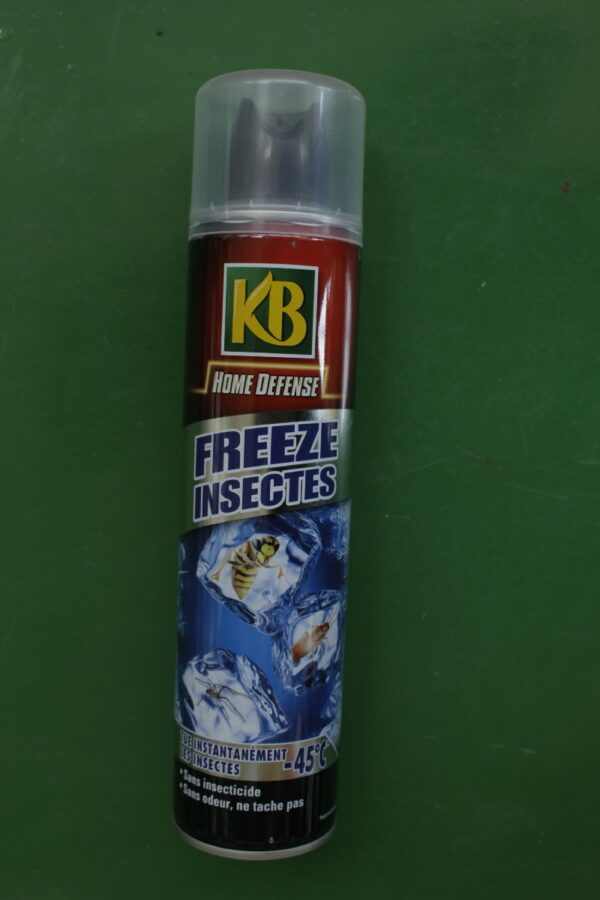 KB
HOME DEFENSE
FREEZE
INSECTES
TUE INSTANTANÉMENT
LES INSECTES
-45°C
• Sans insecticide
• Sans odeur, ne tache pas